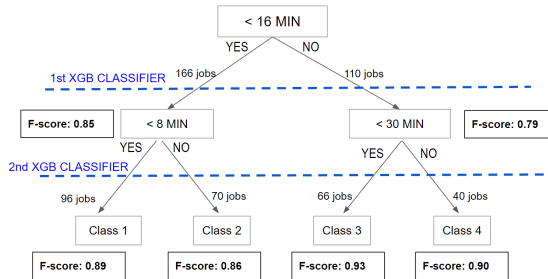 < 16 MIN
YES
NO
166 jobs
110 jobs
1st XGB CLASSIFIER
F-score: 0.85
< 8 MIN
< 30 MIN
F-score: 0.79
YES
NO
YES
NO
2nd XGB CLASSIFIER
96 jobs
70 jobs
66 jobs
40 jobs
Class 1
Class 2
Class 3
Class 4
F-score: 0.89
F-score: 0.86
F-score: 0.93
F-score: 0.90